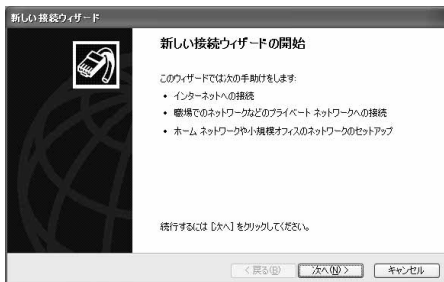 新しい接続ウィザード
新しい接続ウィザードの開始
このウィザードでは次の手助けをします:
• インターネットへの接続
• 職場でのネットワークなどのプライベート ネットワークへの接続
• ホーム ネットワークや小規模オフィスのネットワークのセットアップ
続行するには [次へ] をクリックしてください。
< 戻る(B)
次へ(N) >
キャンセル